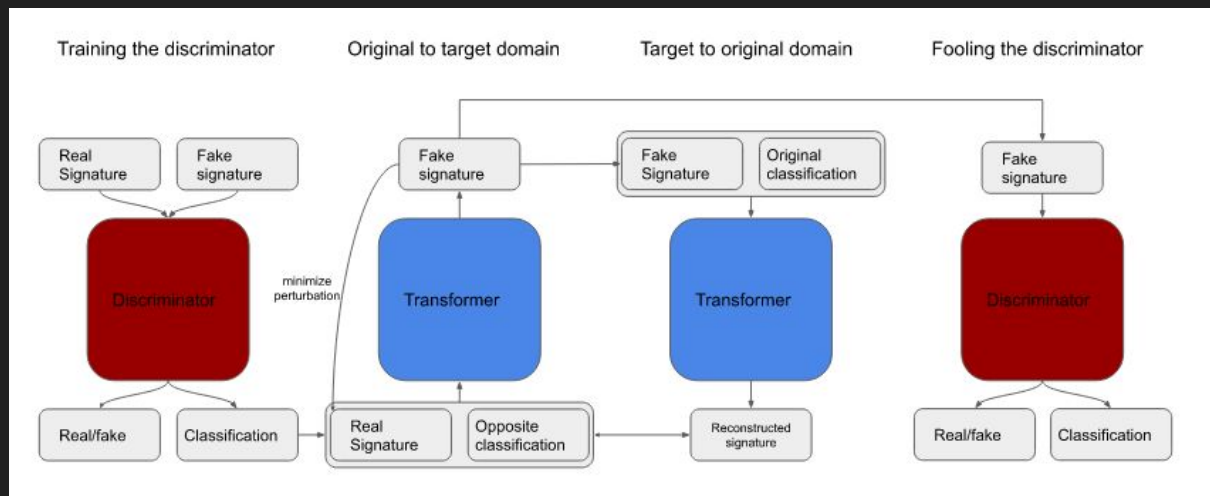 Training the discriminator
Original to target domain
Target to original domain
Fooling the discriminator
Real
Signature
Fake
signature
Fake
signature
Fake
Signature
Original
classification
Fake
signature
minimize
perturbation
Discriminator
Transformer
Transformer
Discriminator
Real/fake
Classification
Real
Signature
Opposite
classification
Reconstructed
signature
Real/fake
Classification